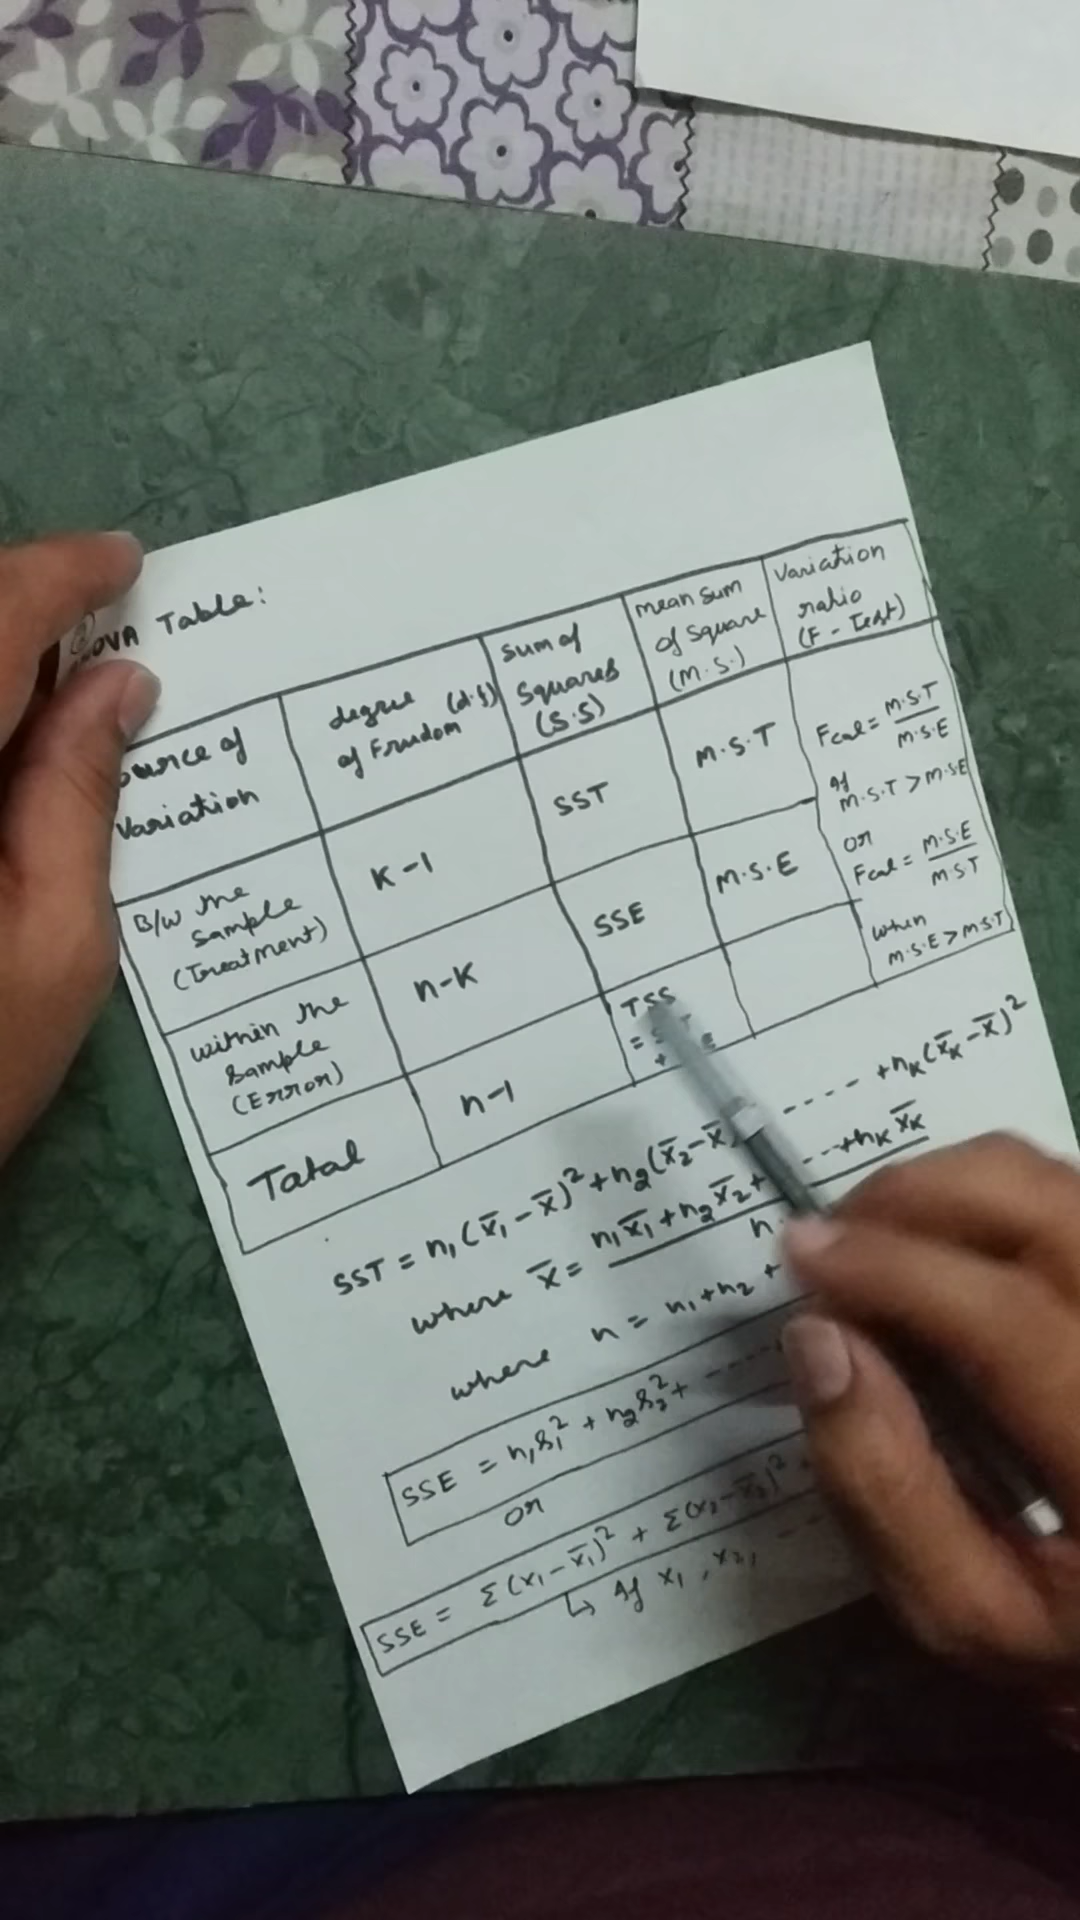 OVA Table:
ource of
Variation
degree (d.f)
of Freedom
Sum of
Squares
(S.S)
mean sum
of square
(M.S.)
Variation
ratio
(F - Test)
B/W the
sample
(Treatment)
K-1
SST
M.S.T
Fcal = M.S.T / M.S.E
If
M.S.T > M.S.E
or
Fcal = M.S.E / M.S.T
when
M.S.E > M.S.T
within the
sample
(Error)
n-K
SSE
M.S.E
Total
n-1
TSS
SST = n₁(x̄₁ - x̄)² + n₂(x̄₂ - x̄) ---- + nₖ(x̄ₖ - x̄)²
where x̄ = n₁x̄₁ + n₂x̄₂ + --- + nₖx̄ₖ / n
where n = n₁ + n₂ +
SSE = n₁s₁² + n₂s₂² + ----
or
SSE = Σ(x₁ - x̄₁)² + Σ(x₂ - x̄₂)²
↳ If x₁, x₂, ---